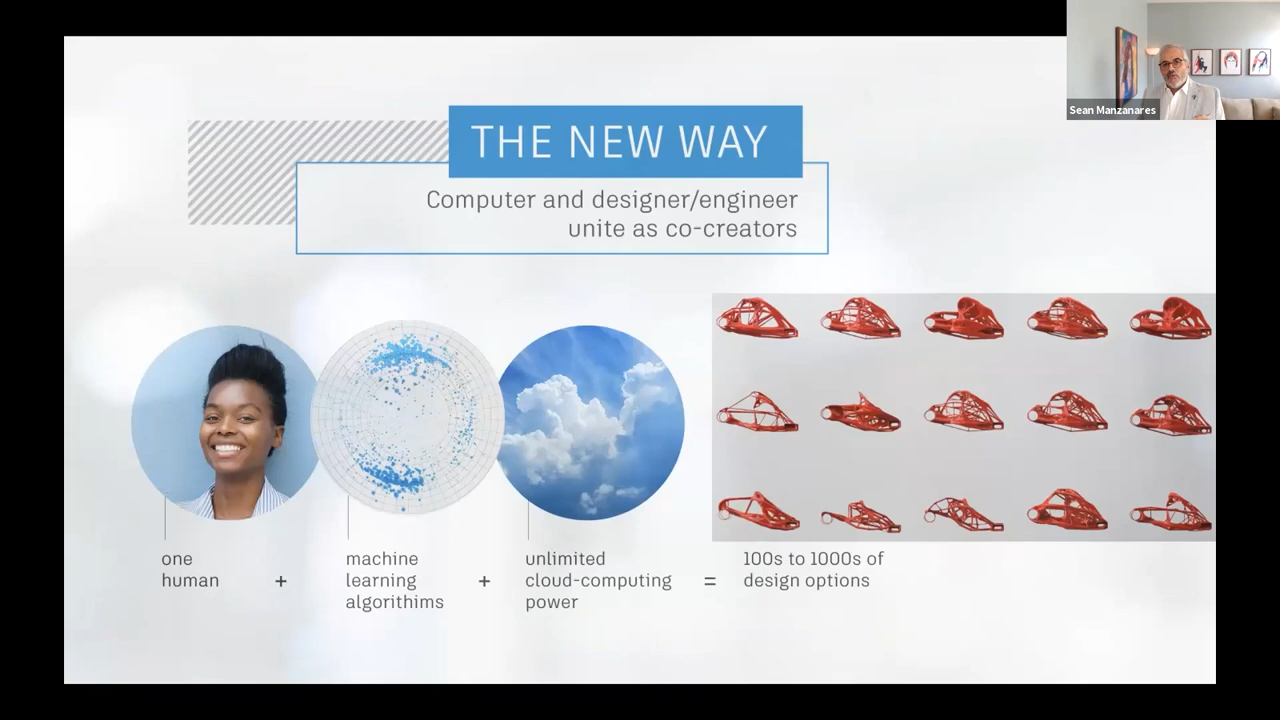 Sean Manzanares
THE NEW WAY
Computer and designer/engineer
unite as co-creators
one
human
+
machine
learning
algorithims
+
unlimited
cloud-computing
power
=
100s to 1000s of
design options